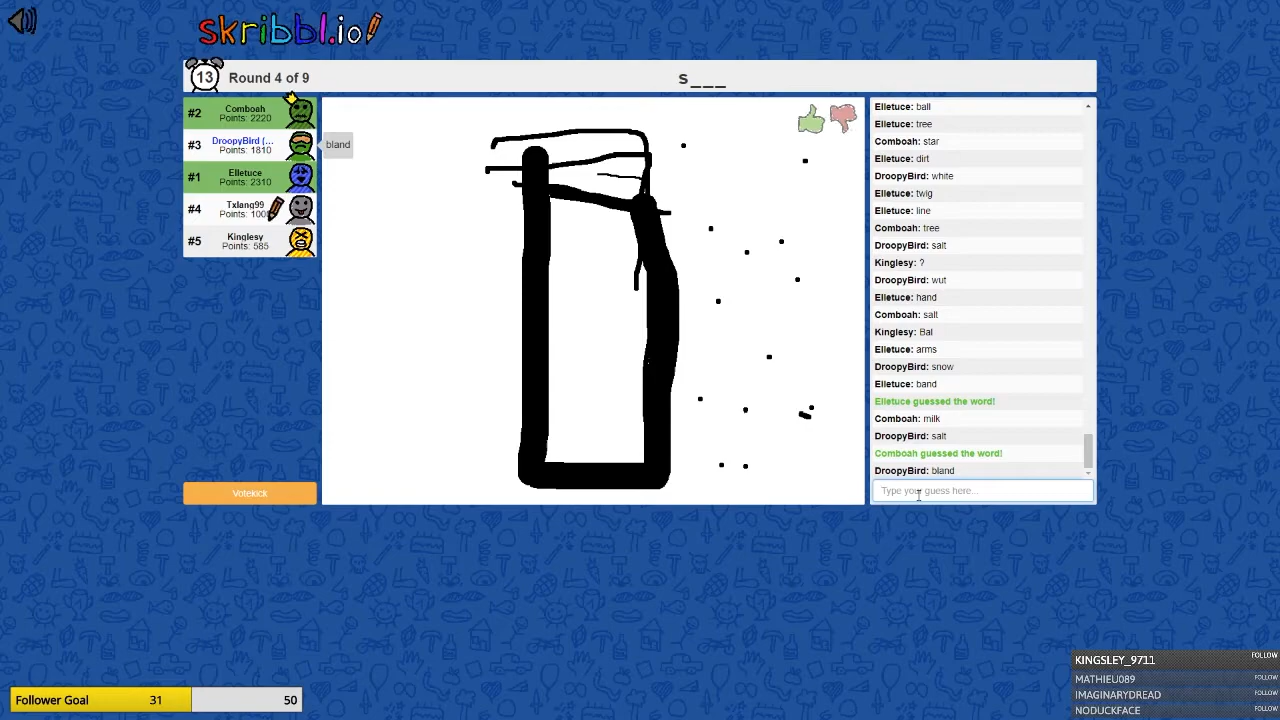 skribbl.io
13
Round 4 of 9
s___
#2
Comboah
Points: 2220
#3
DroopyBird (...
Points: 1810
#1
Elletuce
Points: 2310
#4
Txlang99
#5
Kinglesy
Points: 585
bland
Votekick
Elletuce: ball
Elletuce: tree
Comboah: star
Elletuce: dirt
DroopyBird: white
Elletuce: twig
Elletuce: line
Comboah: tree
DroopyBird: salt
Kinglesy: ?
DroopyBird: wut
Elletuce: hand
Comboah: salt
Kinglesy: Bal
Elletuce: arms
DroopyBird: snow
Elletuce: band
Elletuce guessed the word!
Comboah: milk
DroopyBird: salt
Comboah guessed the word!
DroopyBird: bland
Type your guess here...
Follower Goal 31 50
KINGSLEY_9711 FOLLOW
MATHIEU089 FOLLOW
IMAGINARYDREAD FOLLOW
NODUCKFACE FOLLOW